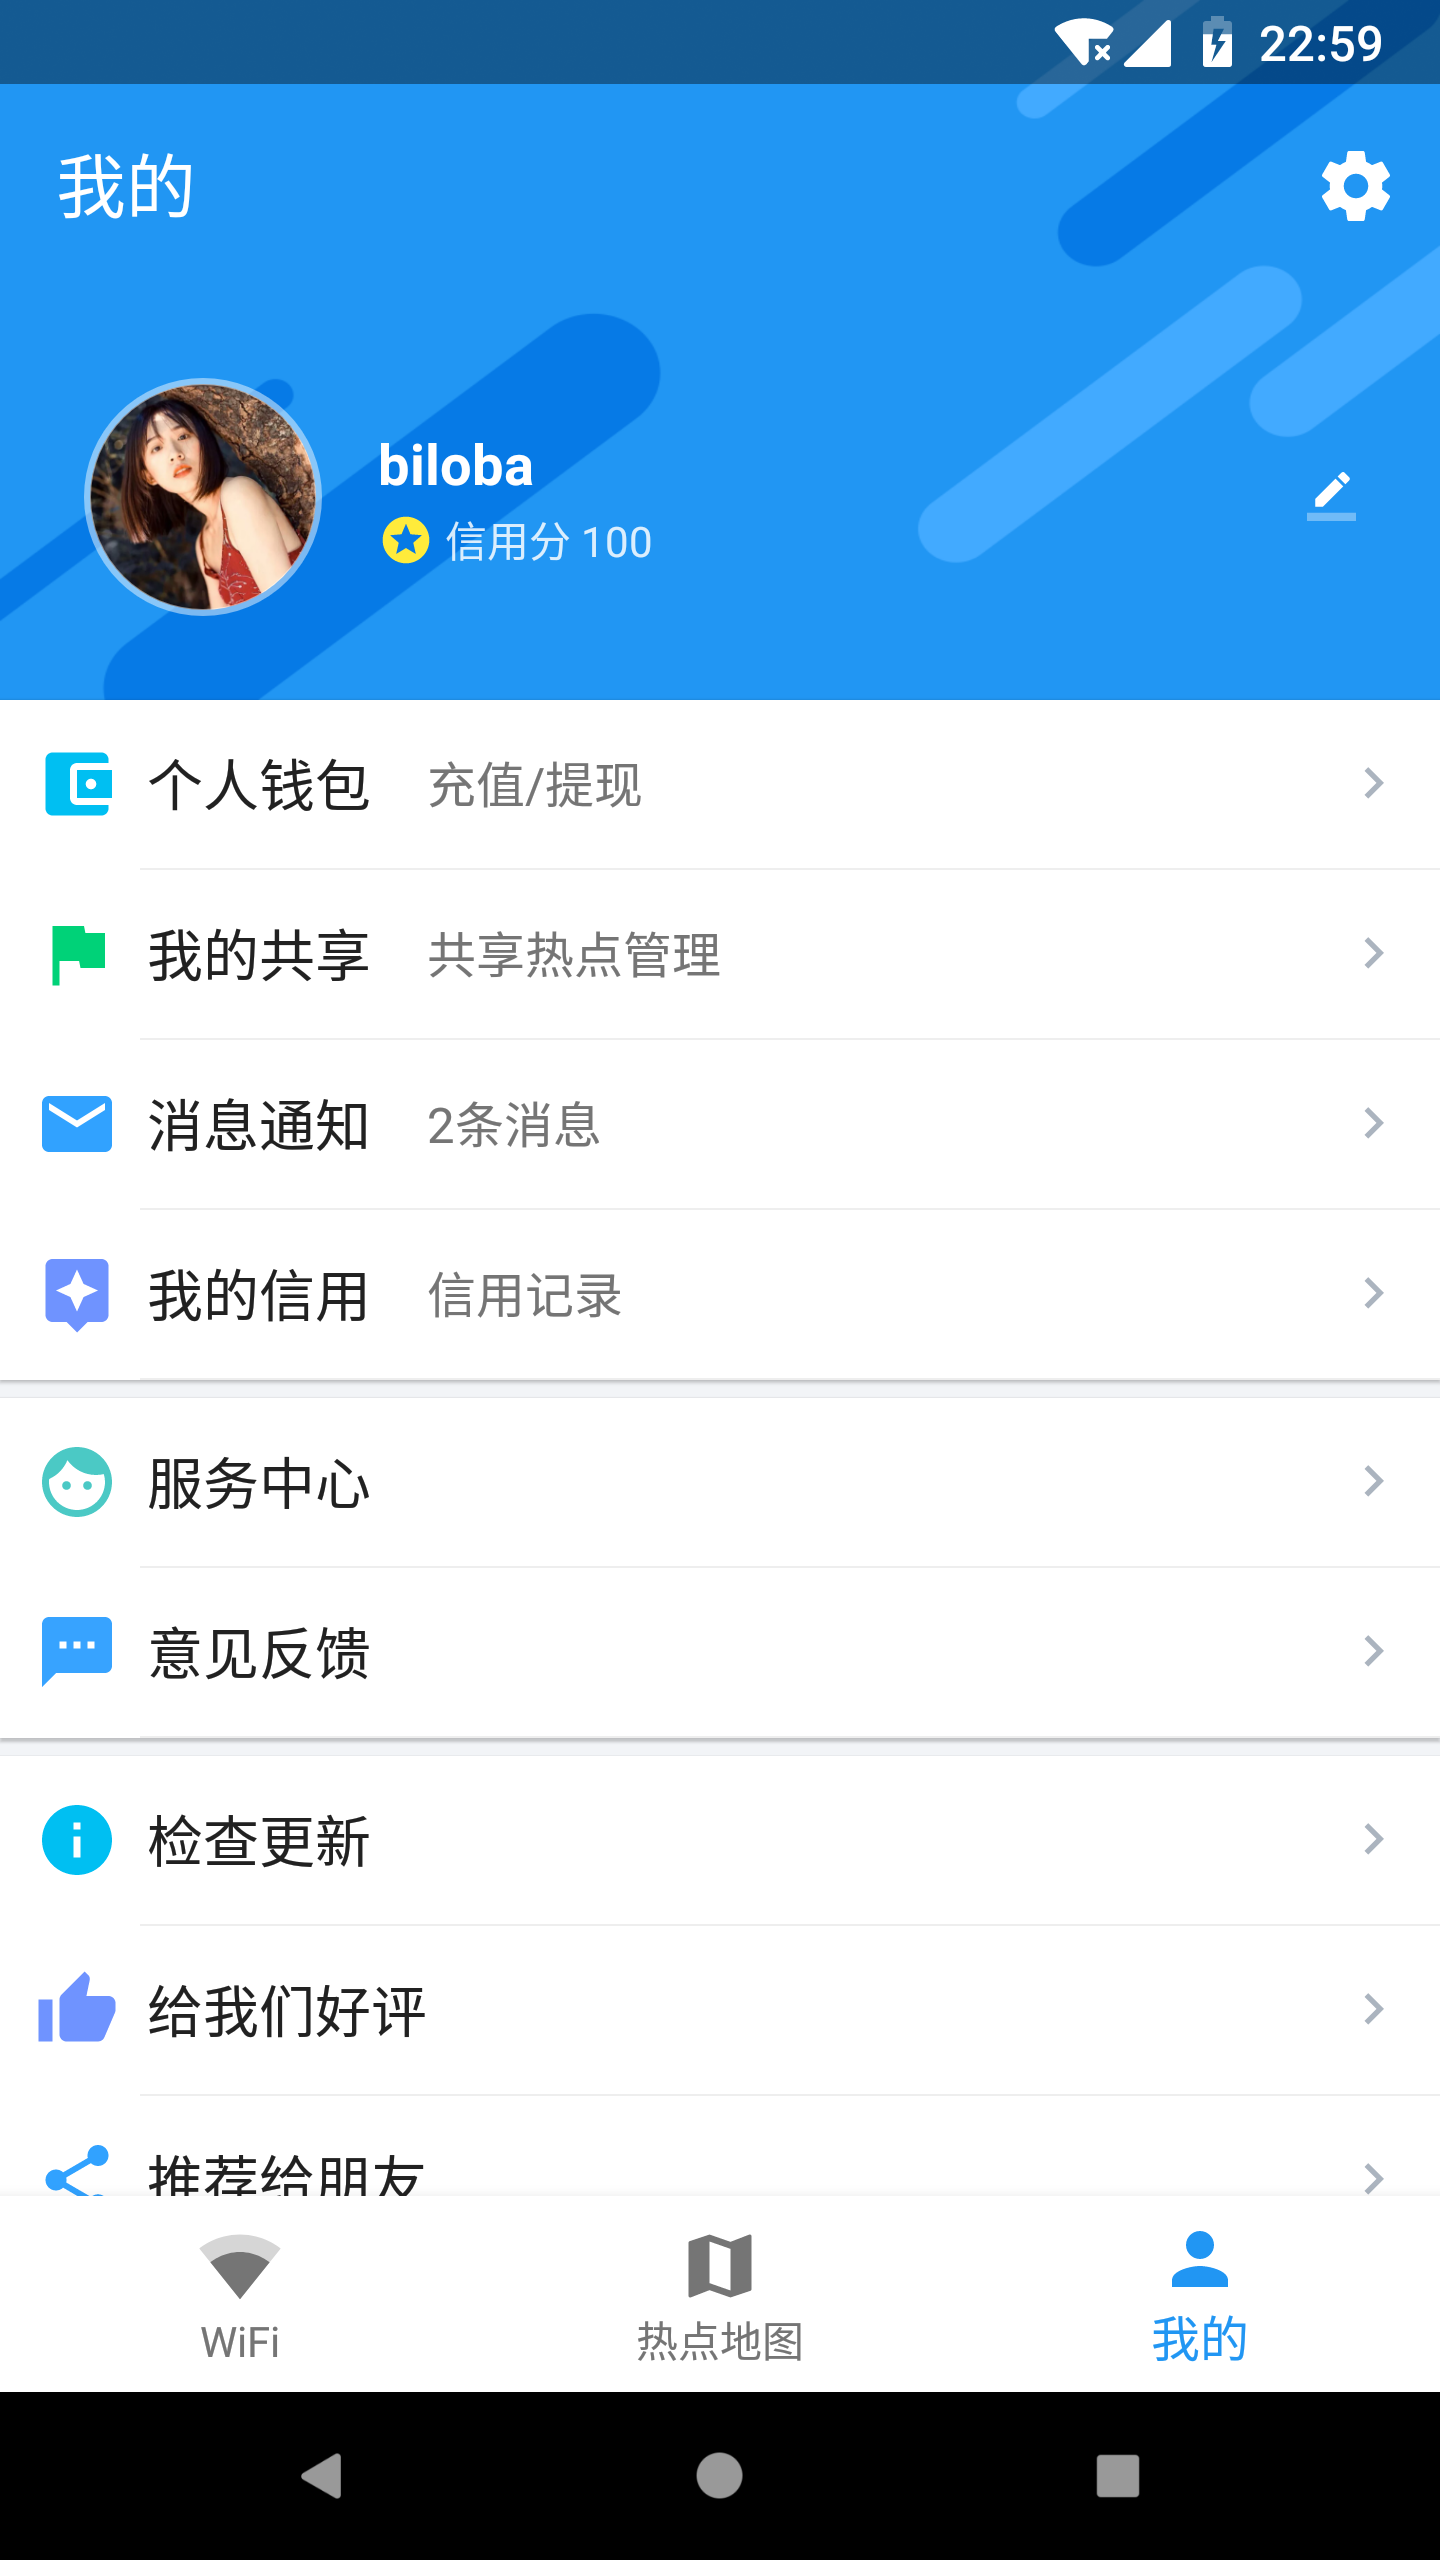 22:59
我的
biloba
信用分 100
个人钱包 充值/提现
我的共享 共享热点管理
消息通知 2条消息
我的信用 信用记录
服务中心
意见反馈
检查更新
给我们好评
推荐给朋友
WiFi 热点地图 我的